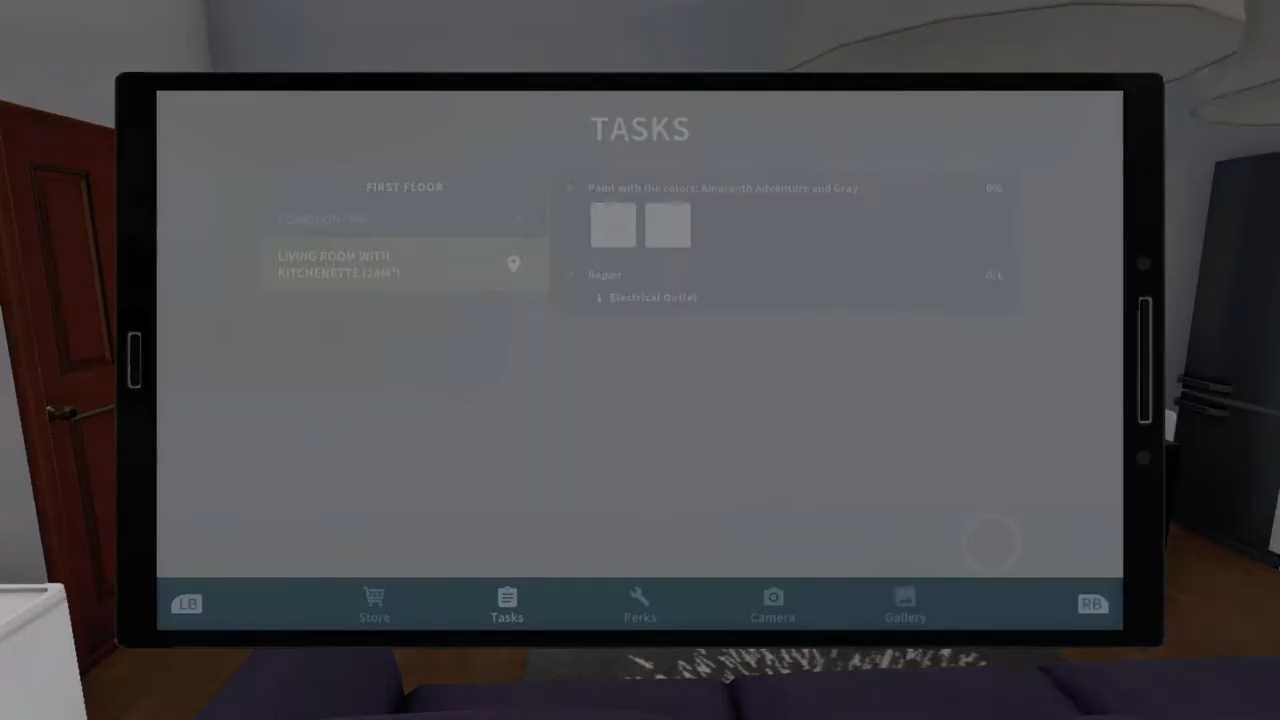 TASKS
FIRST FLOOR
LIVING ROOM WITH
KITCHENETTE (24M²)
Paint with the colors: Amaranth Adventure and Gray 0%
Repair 0/1
1 Electrical Outlet
LB Store Tasks Perks Camera Gallery RB